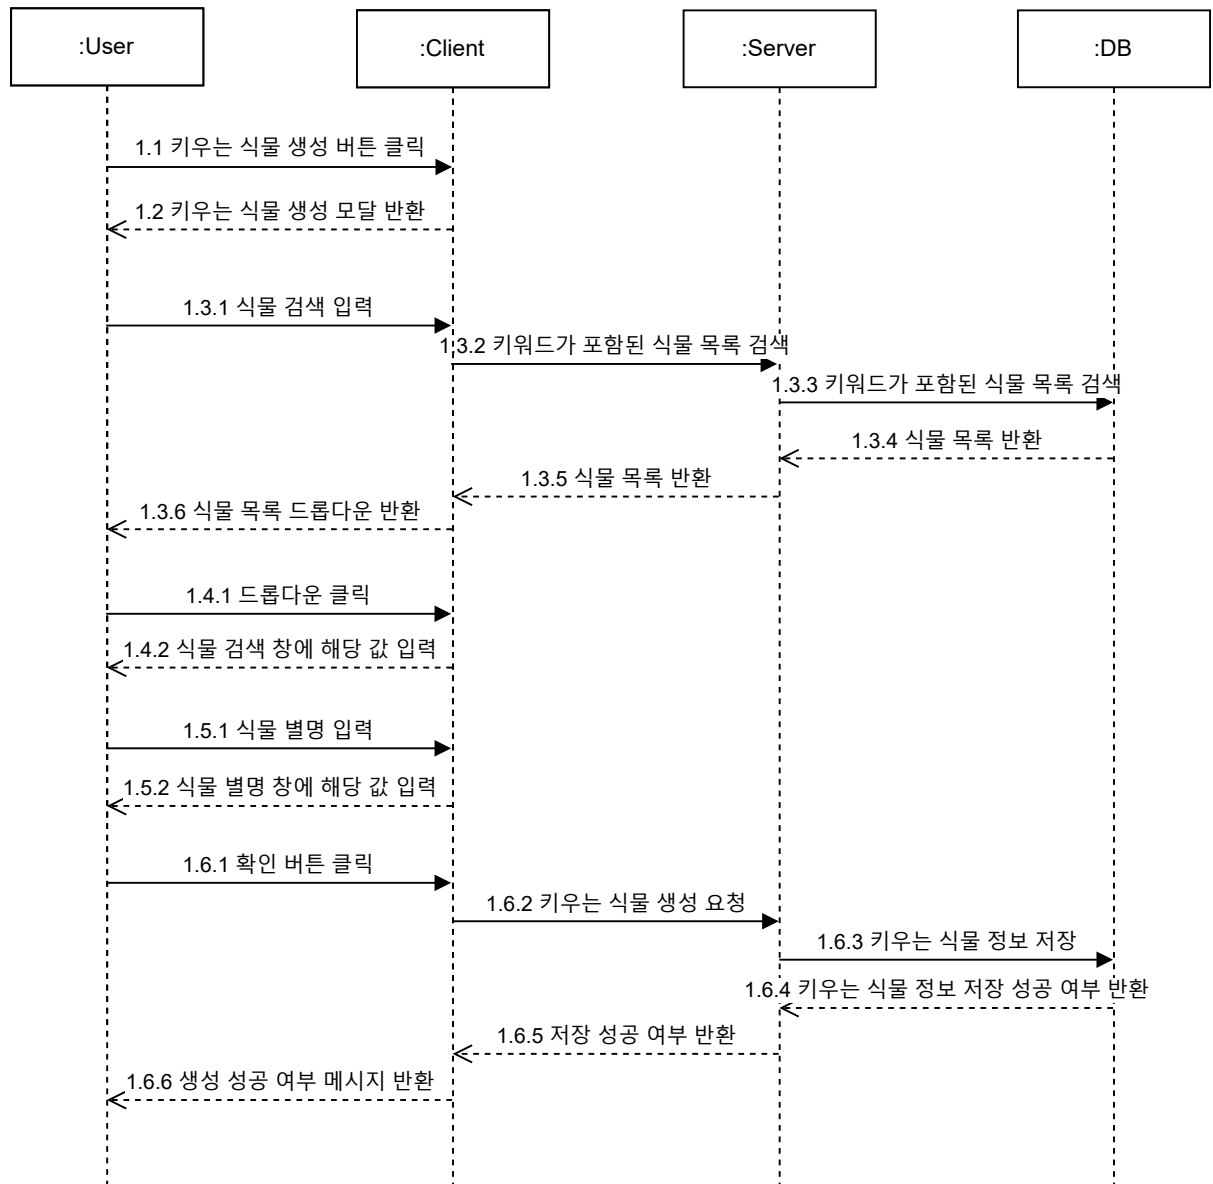 :User
:Client
:Server
:DB
1.1 키우는 식물 생성 버튼 클릭
1.2 키우는 식물 생성 모달 반환
1.3.1 식물 검색 입력
1.3.2 키워드가 포함된 식물 목록 검색
1.3.3 키워드가 포함된 식물 목록 검색
1.3.4 식물 목록 반환
1.3.5 식물 목록 반환
1.3.6 식물 목록 드롭다운 반환
1.4.1 드롭다운 클릭
1.4.2 식물 검색 창에 해당 값 입력
1.5.1 식물 별명 입력
1.5.2 식물 별명 창에 해당 값 입력
1.6.1 확인 버튼 클릭
1.6.2 키우는 식물 생성 요청
1.6.3 키우는 식물 정보 저장
1.6.4 키우는 식물 정보 저장 성공 여부 반환
1.6.5 저장 성공 여부 반환
1.6.6 생성 성공 여부 메시지 반환